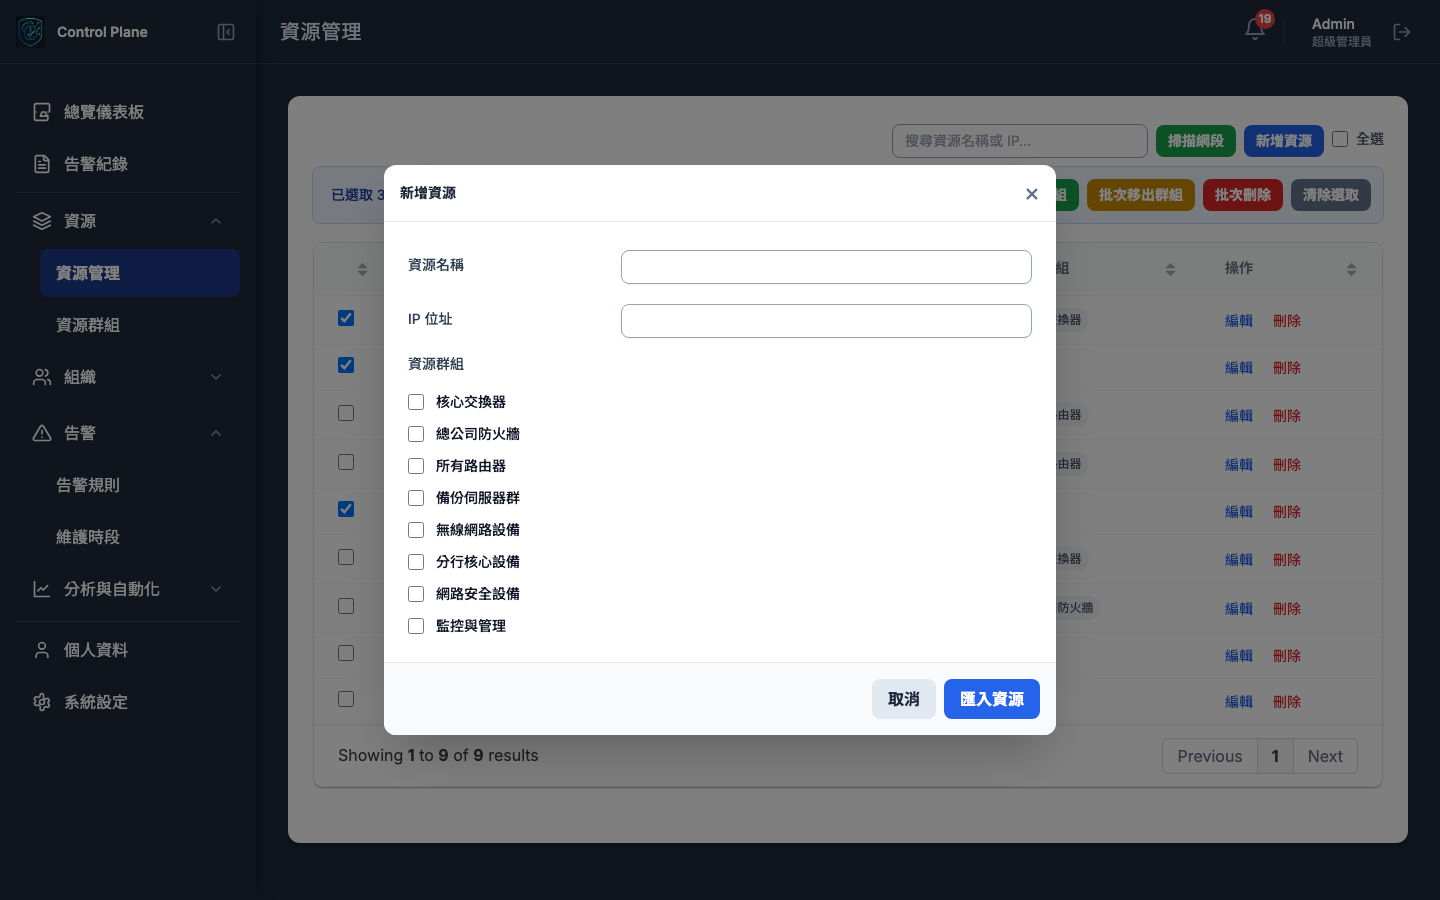 Control Plane
資源管理
19
Admin
超級管理員
總覽儀表板
告警紀錄
資源
資源管理
資源群組
組織
告警
告警規則
維護時段
分析與自動化
個人資料
系統設定
搜尋資源名稱或 IP...
掃描網段
新增資源
全選
已選取 3
組
批次移出群組
批次刪除
清除選取
組
操作
換器
編輯 刪除
編輯 刪除
由器
編輯 刪除
由器
編輯 刪除
編輯 刪除
換器
編輯 刪除
防火牆
編輯 刪除
編輯 刪除
編輯 刪除
Showing 1 to 9 of 9 results
Previous 1 Next
新增資源
×
資源名稱
IP 位址
資源群組
核心交換器
總公司防火牆
所有路由器
備份伺服器群
無線網路設備
分行核心設備
網路安全設備
監控與管理
取消
匯入資源